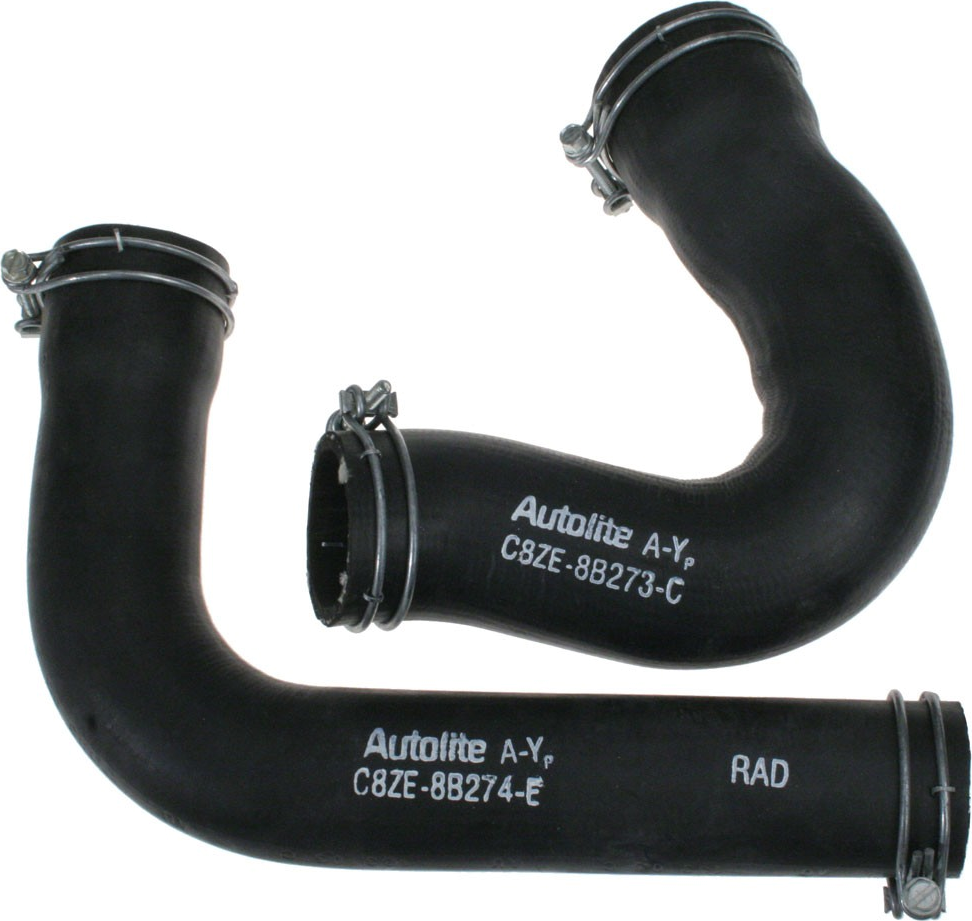 Autolite A-Yp
C8ZE-8B273-C
Autolite A-Yp
C8ZE-8B274-E
RAD